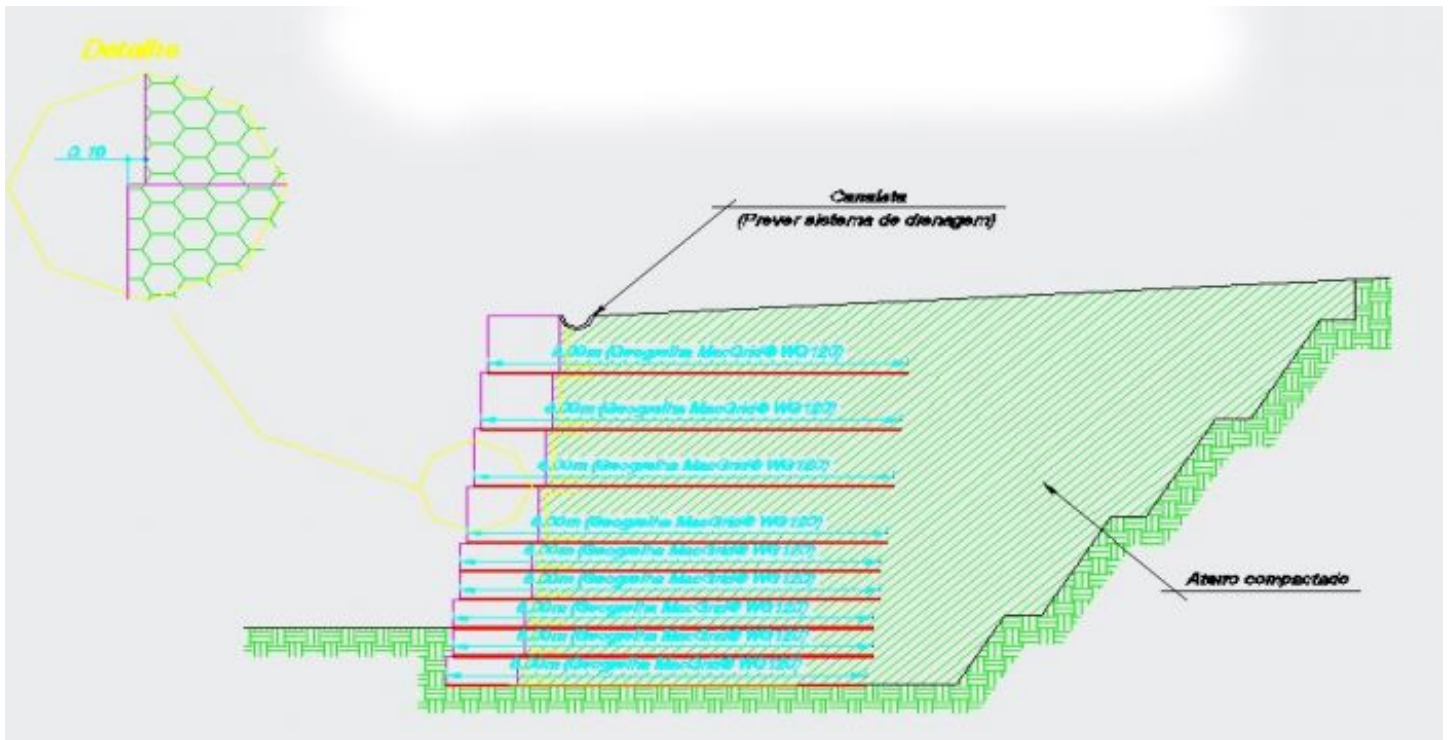 Detalhe
0.10
Canaleta
(Prever sistema de drenagem)
6.00m (Geogrelha MacGrid® WG120)
6.00m (Geogrelha MacGrid® WG120)
6.00m (Geogrelha MacGrid® WG120)
6.00m (Geogrelha MacGrid® WG120)
6.00m (Geogrelha MacGrid® WG120)
6.00m (Geogrelha MacGrid® WG120)
6.00m (Geogrelha MacGrid® WG120)
6.00m (Geogrelha MacGrid® WG120)
6.00m (Geogrelha MacGrid® WG120)
Aterro compactado